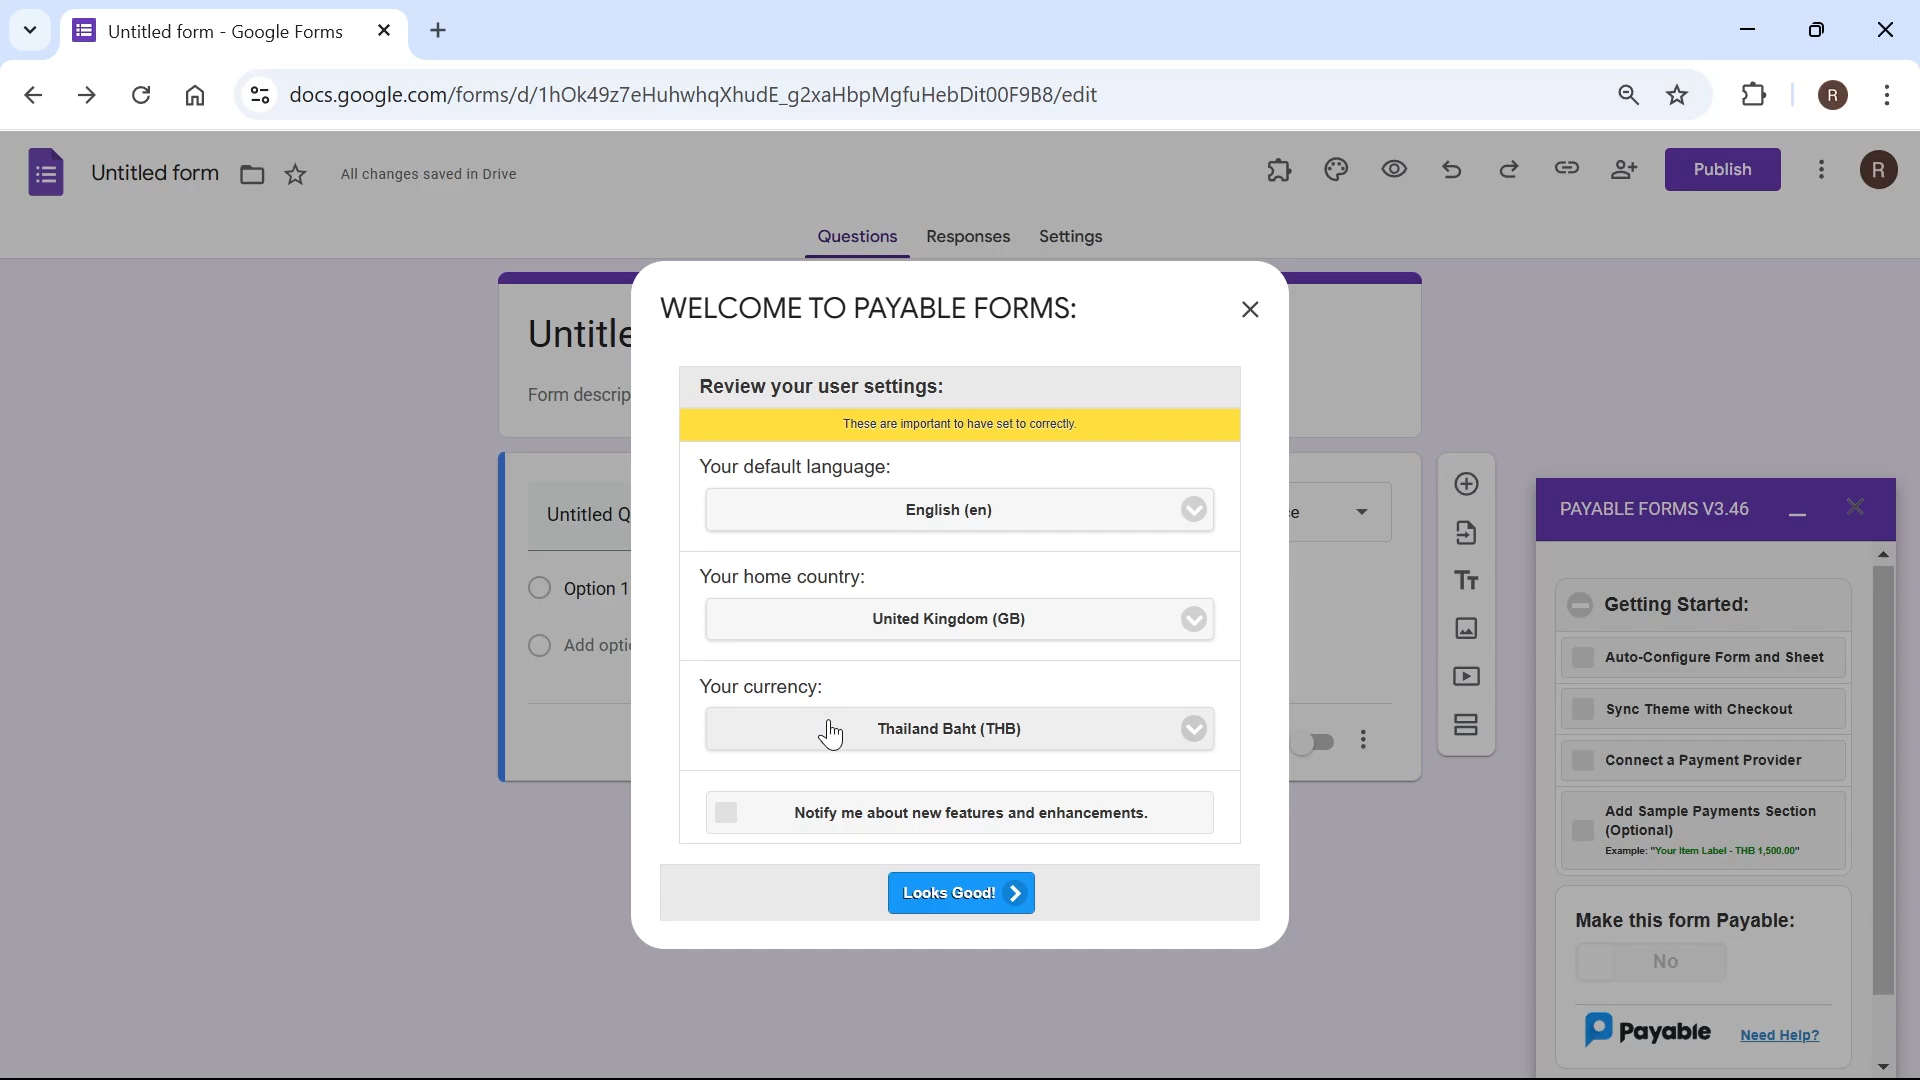 Untitled form - Google Forms
docs.google.com/forms/d/1hOk49z7eHuhwhqXhudE_g2xaHbpMgfuHebDit00F9B8/edit
R
Untitled form
All changes saved in Drive
Publish
R
Questions
Responses
Settings
WELCOME TO PAYABLE FORMS:
Review your user settings:
These are important to have set to correctly.
Your default language:
English (en)
Your home country:
United Kingdom (GB)
Your currency:
Thailand Baht (THB)
Notify me about new features and enhancements.
Looks Good!
Untitle
Form descrip
Untitled Q
Option 1
Add opti
PAYABLE FORMS V3.46
Getting Started:
Auto-Configure Form and Sheet
Sync Theme with Checkout
Connect a Payment Provider
Add Sample Payments Section
(Optional)
Example: "Your Item Label - THB 1,500.00"
Make this form Payable:
No
Payable
Need Help?